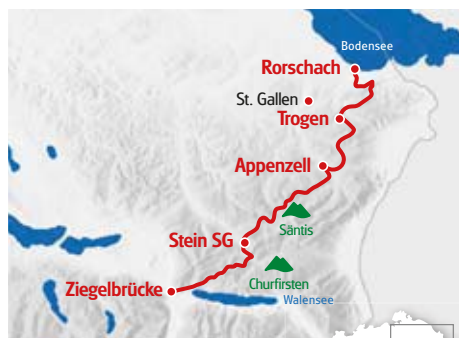 Bodensee
Rorschach
St. Gallen
Trogen
Appenzell
Säntis
Stein SG
Churfirsten
Ziegelbrücke
Walensee